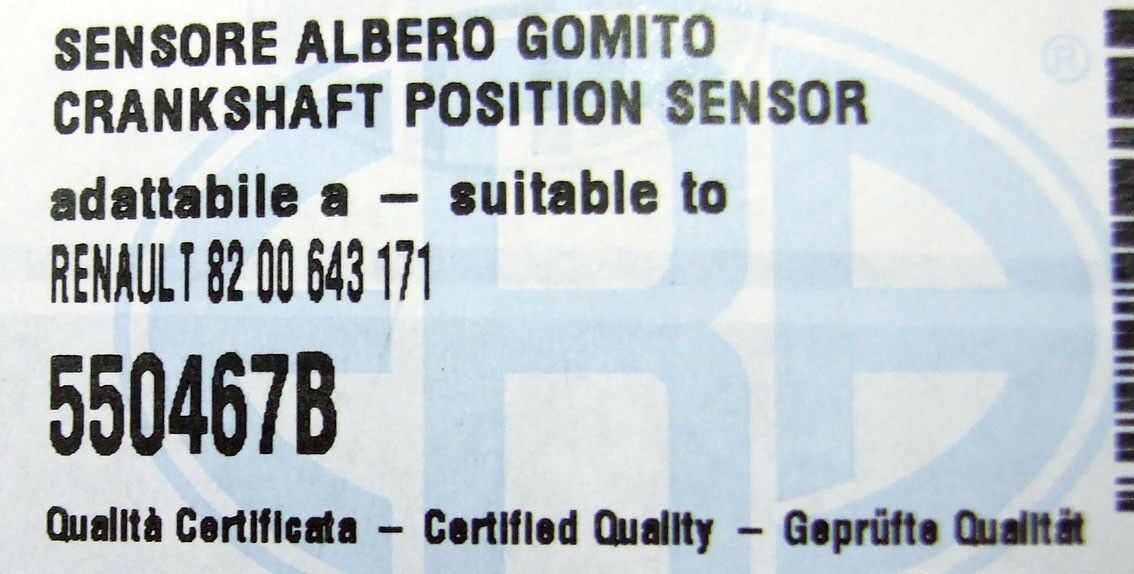 SENSORE ALBERO GOMITO
CRANKSHAFT POSITION SENSOR
adattabile a – suitable to
RENAULT 82 00 643 171
550467B
Qualità Certificata – Certified Quality – Geprüfte Qualität